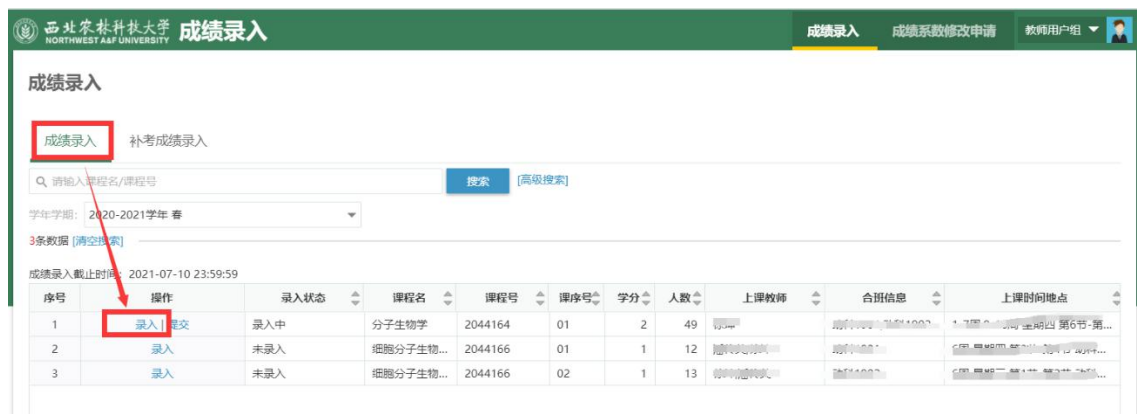 西北农林科技大学 成绩录入 成绩录入 成绩系数修改申请 教师用户组
NORTHWEST A&F UNIVERSITY
成绩录入
成绩录入 补考成绩录入
请输入课程名/课程号 搜索 [高级搜索]
学年学期: 2020-2021学年 春
3条数据 [清空搜索]
成绩录入截止时间: 2021-07-10 23:59:59
序号 操作 录入状态 课程名 课程号 课序号 学分 人数 上课教师 合班信息 上课时间地点
1 录入 | 提交 录入中 分子生物学 2044164 01 2 49
2 录入 未录入 细胞分子生物... 2044166 01 1 12
3 录入 未录入 细胞分子生物... 2044166 02 1 13